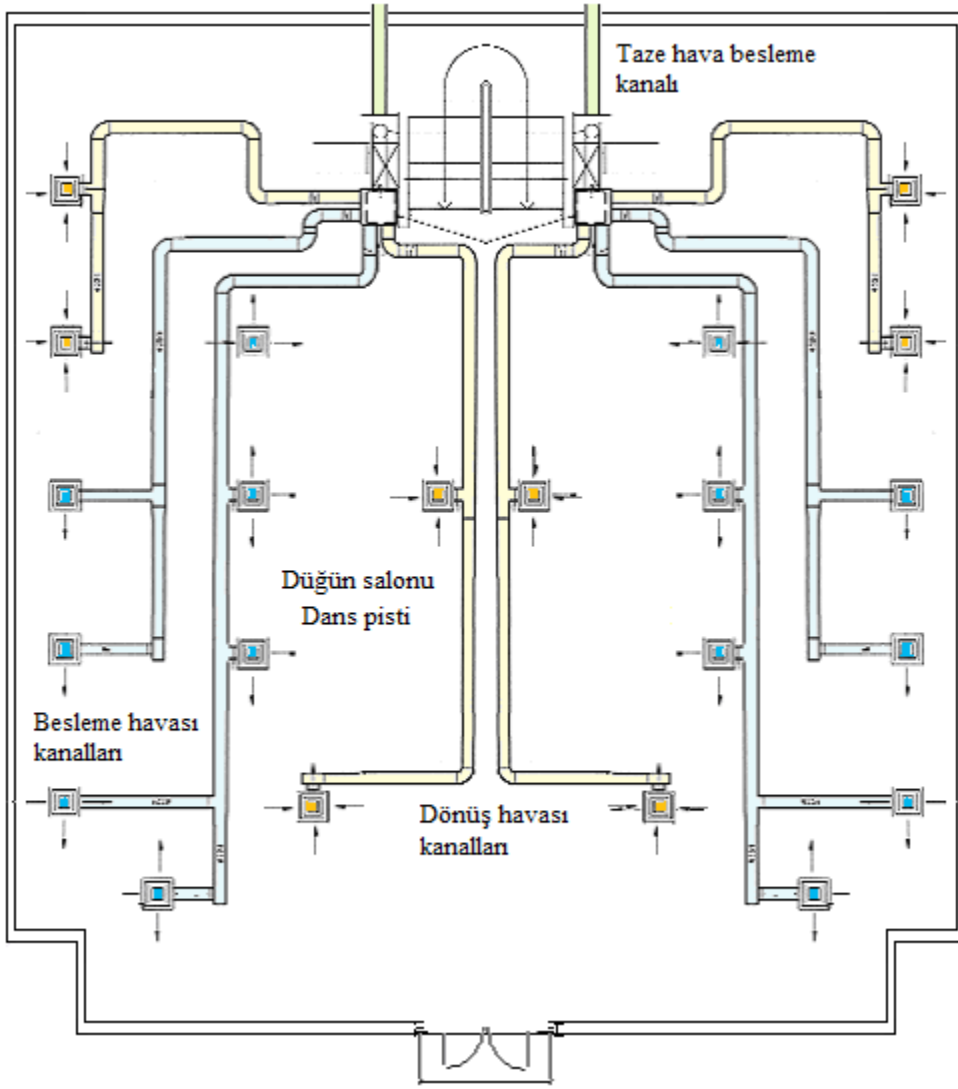 Taze hava besleme
kanalı
Düğün salonu
Dans pisti
Besleme havası
kanalları
Dönüş havası
kanalları